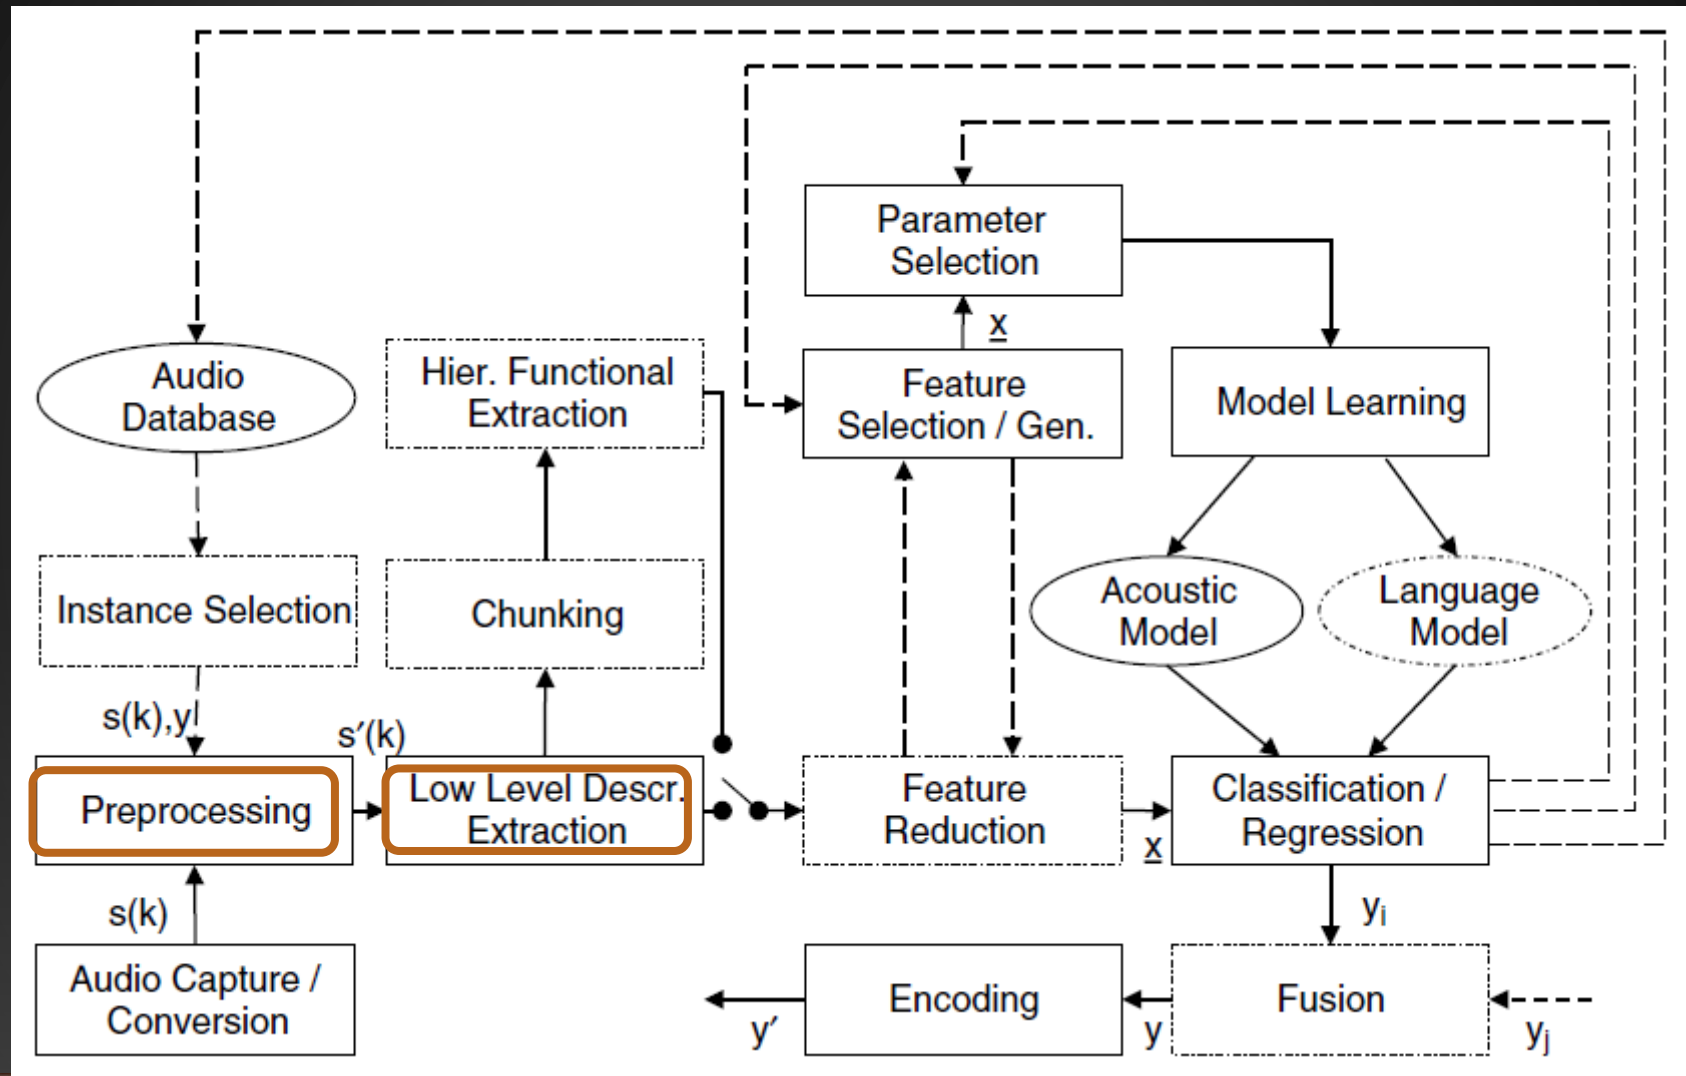 Parameter
Selection
x
Audio
Database
Hier. Functional
Extraction
Feature
Selection / Gen.
Model Learning
Instance Selection
Chunking
Acoustic
Model
Language
Model
s(k),y
s′(k)
Preprocessing
Low Level Descr.
Extraction
Feature
Reduction
x
Classification /
Regression
s(k)
yi
Audio Capture /
Conversion
y′
Encoding
y
Fusion
yj